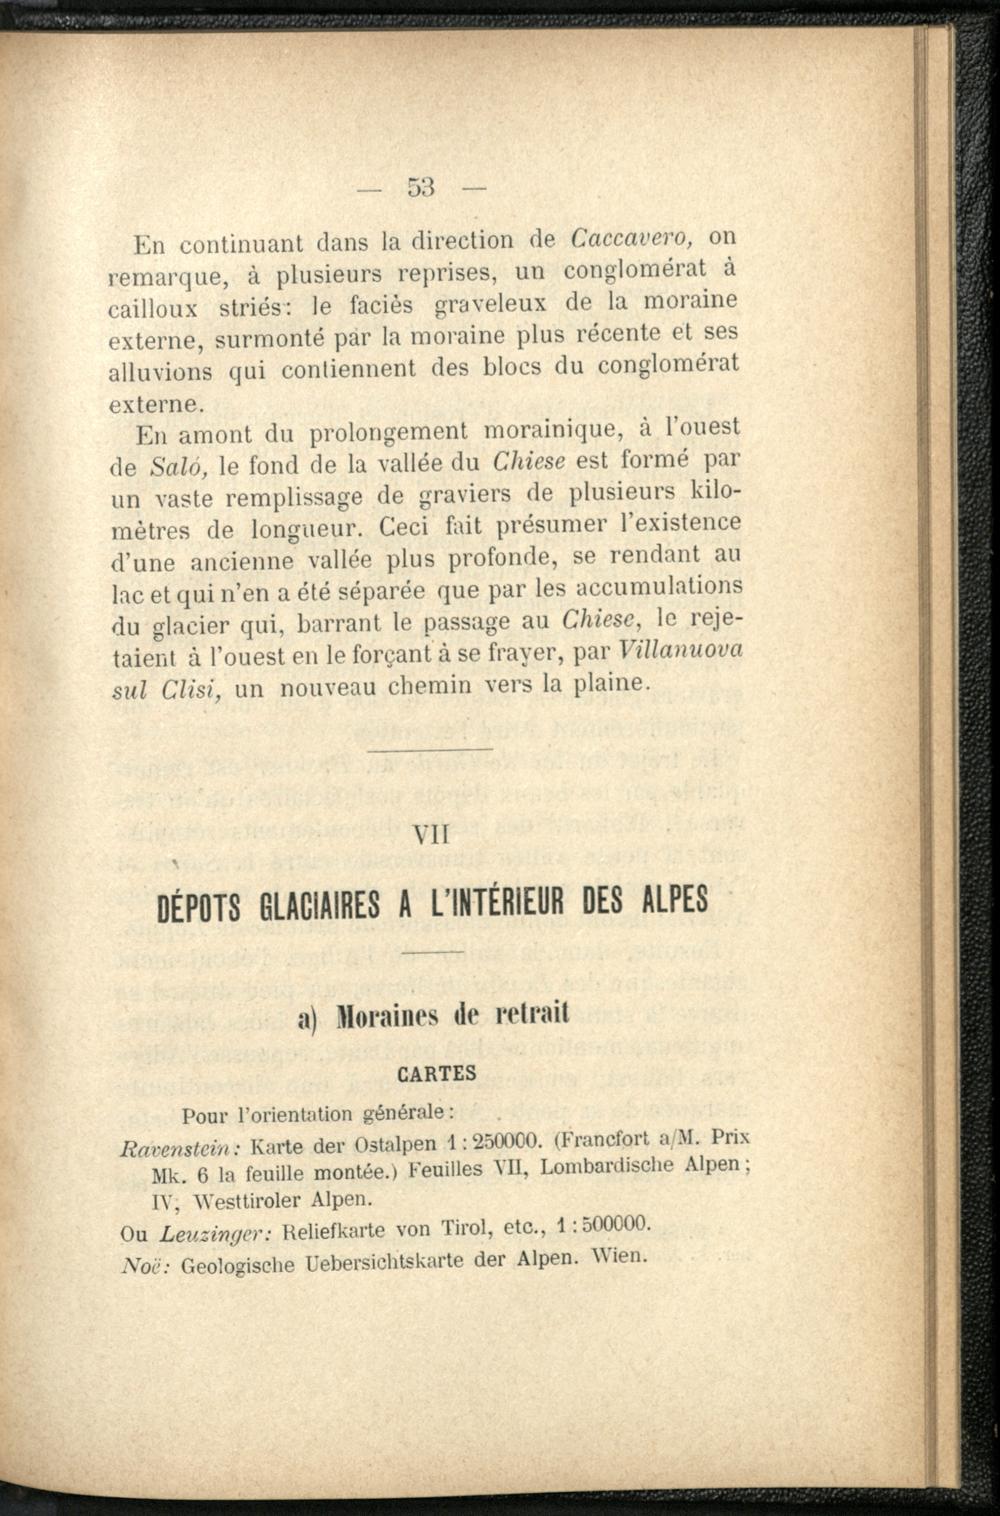 — 53 —
En continuant dans la direction de Caccavero, on
remarque, à plusieurs reprises, un conglomérat à
cailloux striés: le faciès graveleux de la moraine
externe, surmonté par la moraine plus récente et ses
alluvions qui contiennent des blocs du conglomérat
externe.
En amont du prolongement morainique, à l'ouest
de Saló, le fond de la vallée du Chiese est formé par
un vaste remplissage de graviers de plusieurs kilo-
mètres de longueur. Ceci fait présumer l'existence
d'une ancienne vallée plus profonde, se rendant au
lac et qui n'en a été séparée que par les accumulations
du glacier qui, barrant le passage au Chiese, le reje-
taient à l'ouest en le forçant à se frayer, par Villanuova
sul Clisi, un nouveau chemin vers la plaine.
VII
DÉPOTS GLACIAIRES A L'INTÉRIEUR DES ALPES
a) Moraines de retrait
CARTES
Pour l'orientation générale:
Ravenstein: Karte der Ostalpen 1:250000. (Francfort a/M. Prix
Mk. 6 la feuille montée.) Feuilles VII, Lombardische Alpen;
IV, Westtiroler Alpen.
Ou Leuzinger: Reliefkarte von Tirol, etc., 1:500000.
Noë: Geologische Uebersichtskarte der Alpen. Wien.